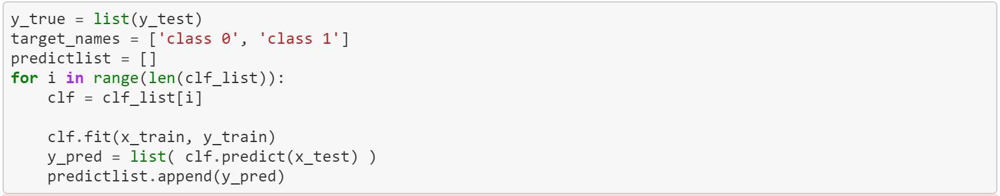 y_true = list(y_test)
target_names = ['class 0', 'class 1']
predictlist = []
for i in range(len(clf_list)):
    clf = clf_list[i]

    clf.fit(x_train, y_train)
    y_pred = list( clf.predict(x_test) )
    predictlist.append(y_pred)